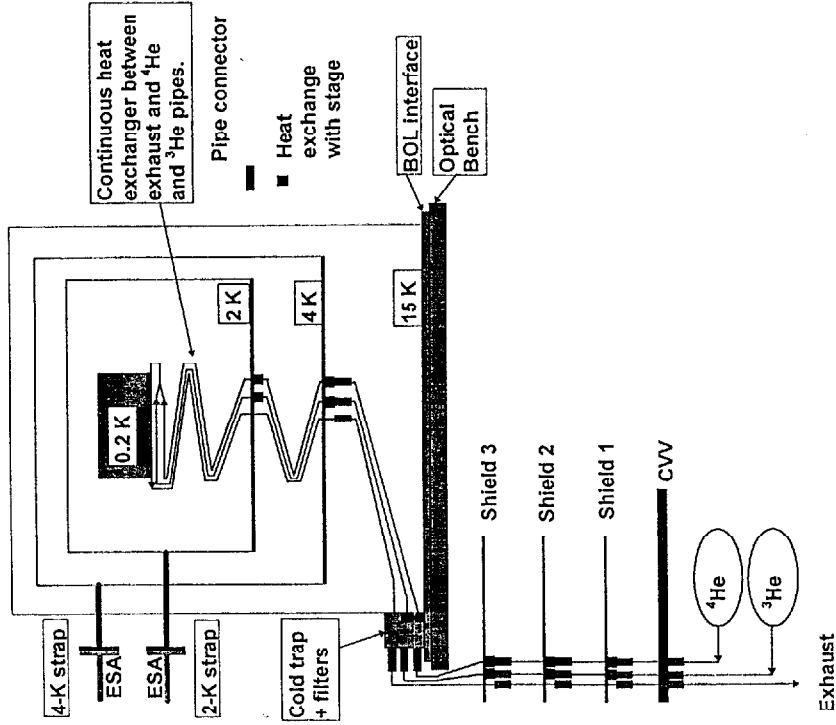 Continuous heat
exchanger between
exhaust and ⁴He
and ³He pipes.
Pipe connector
Heat
exchange
with stage
BOL interface
Optical
Bench
0.2 K
2 K
4 K
15 K
4-K strap
ESA
ESA
2-K strap
Cold trap
+ filters
Shield 3
Shield 2
Shield 1
CVV
⁴He
³He
Exhaust